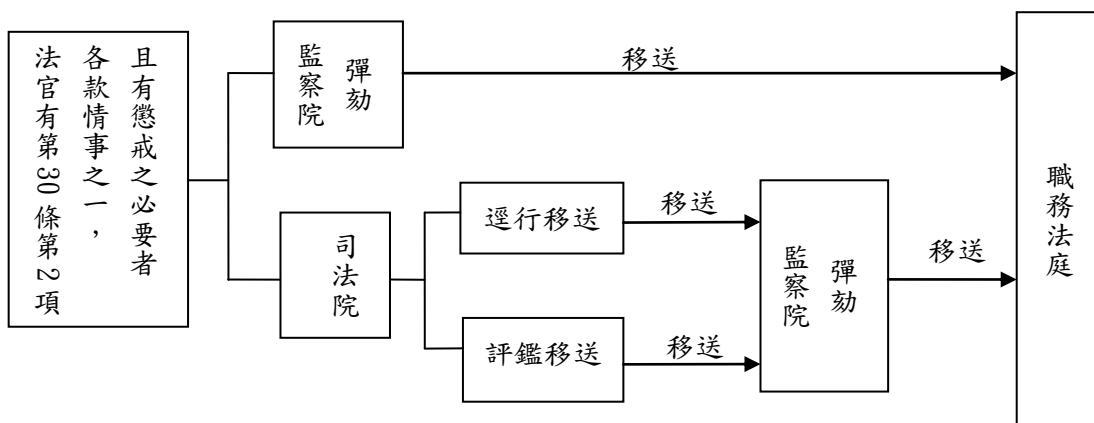 法官有第30條第2項
各款情事之一，
且有懲戒之必要者
監察院
彈劾
移送
司法院
逕行移送
移送
評鑑移送
移送
監察院
彈劾
移送
職務法庭